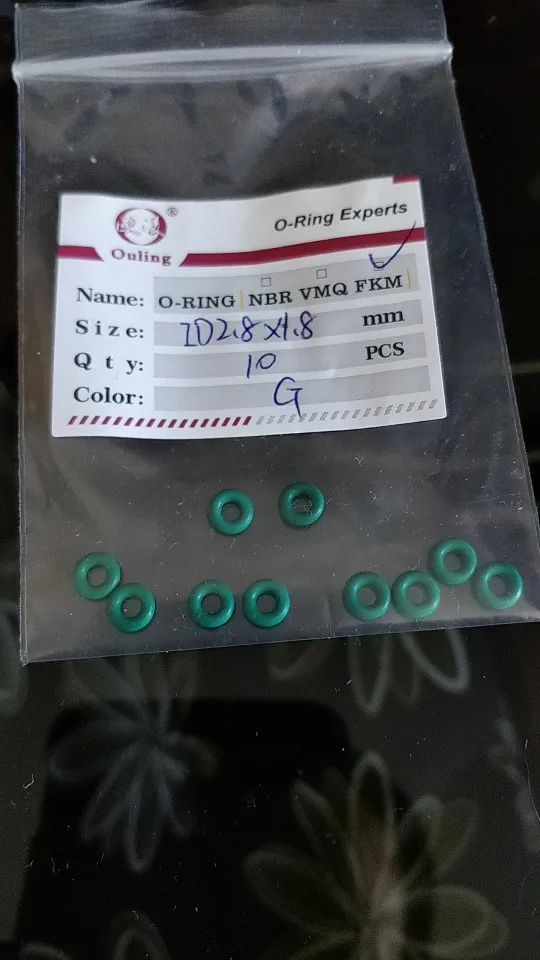 ®
Ouling
O-Ring Experts
Name: O-RING NBR VMQ FKM
Size: ID2.8x1.8 mm
Qty: 10 PCS
Color: G